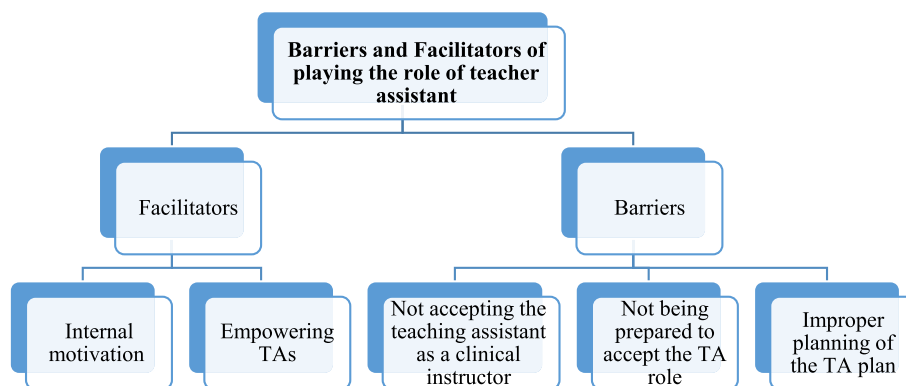 Barriers and Facilitators of
playing the role of teacher
assistant
Facilitators
Barriers
Internal
motivation
Empowering
TAs
Not accepting the
teaching assistant
as a clinical
instructor
Not being
prepared to
accept the TA
role
Improper
planning of
the TA plan